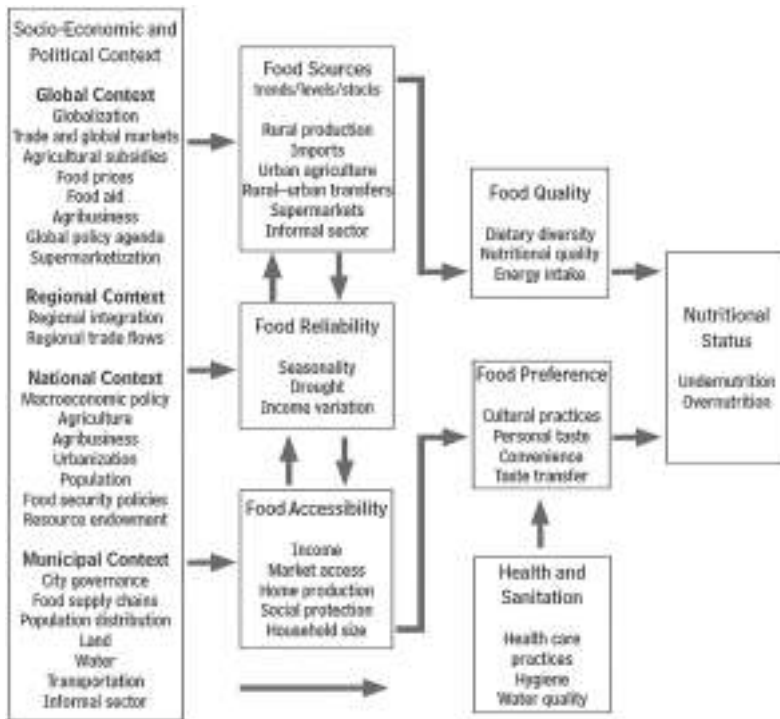 Socio-Economic and
Political Context
Global Context
Globalization
Trade and global markets
Agricultural subsidies
Food prices
Food aid
Agribusiness
Global policy agenda
Supermarketization
Regional Context
Regional integration
Regional trade flows
National Context
Macroeconomic policy
Agriculture
Agribusiness
Urbanization
Population
Food security policies
Resource endowment
Municipal Context
City governance
Food supply chains
Population distribution
Land
Water
Transportation
Informal sector
Food Sources
trends/levels/stocks
Rural production
Imports
Urban agriculture
Rural–urban transfers
Supermarkets
Informal sector
Food Reliability
Seasonality
Drought
Income variation
Food Accessibility
Income
Market access
Home production
Social protection
Household size
Food Quality
Dietary diversity
Nutritional quality
Energy intake
Food Preference
Cultural practices
Personal taste
Convenience
Taste transfer
Health and
Sanitation
Health care
practices
Hygiene
Water quality
Nutritional
Status
Undernutrition
Overnutrition